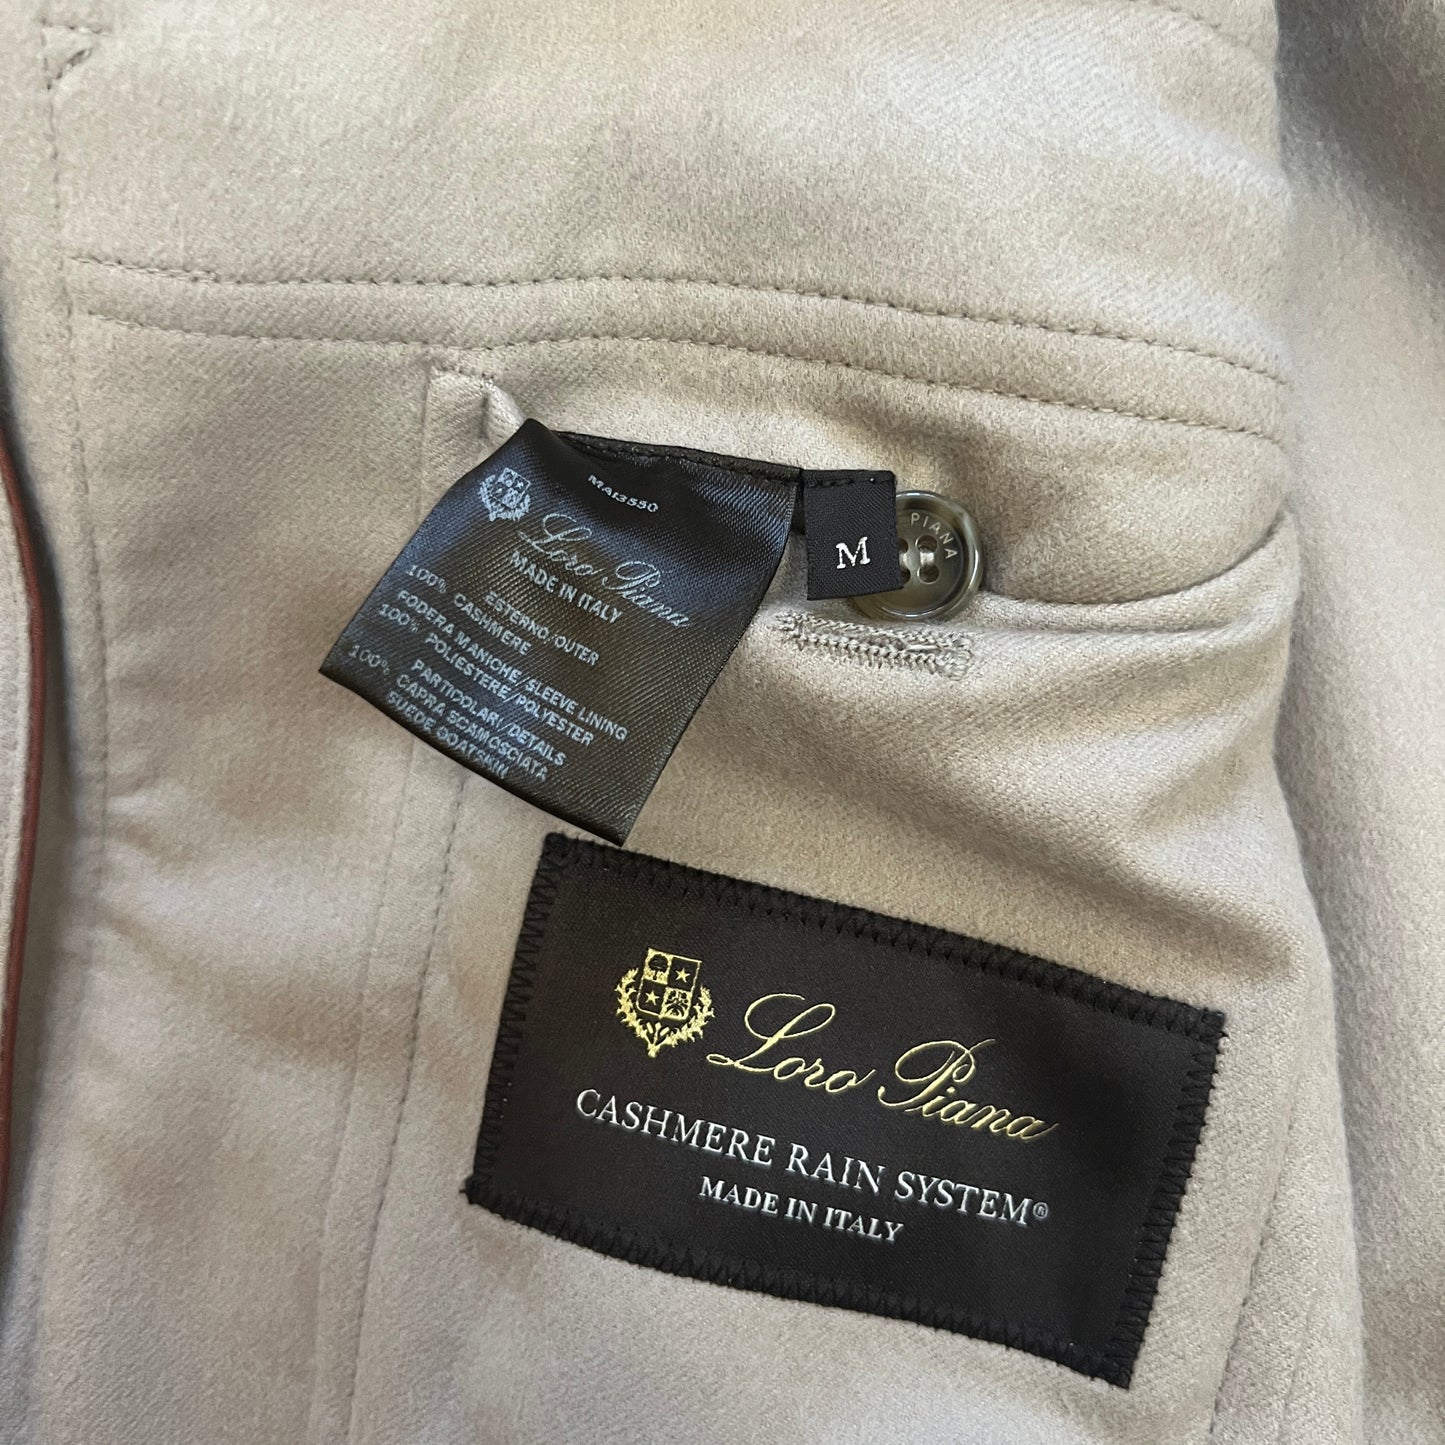 MAI3550
Loro Piana
MADE IN ITALY
ESTERNO/OUTER
100% CASHMERE
FODERA MANICHE/SLEEVE LINING
100% POLIESTERE/POLYESTER
PARTICOLARI/DETAILS
100% CAPRA SCAMOSCIATA
SUEDE GOATSKIN
M
PIANA
Loro Piana
CASHMERE RAIN SYSTEM®
MADE IN ITALY